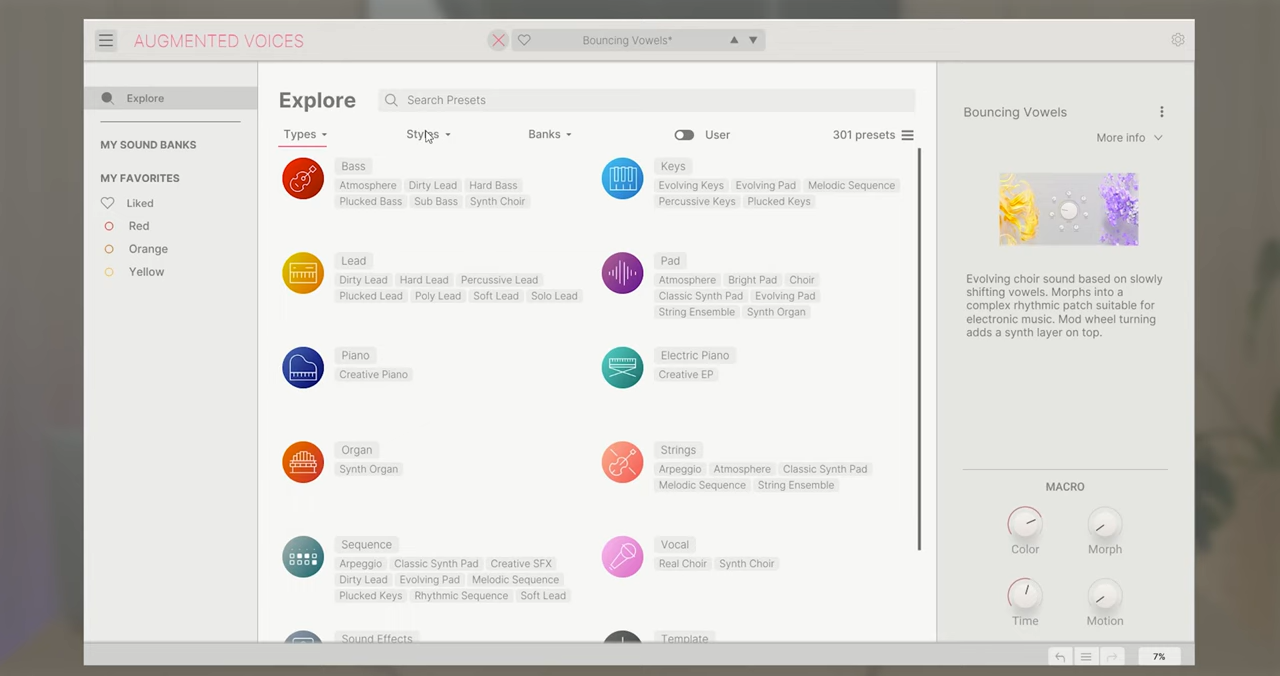 AUGMENTED VOICES
Bouncing Vowels*
Explore
MY SOUND BANKS
MY FAVORITES
Liked
Red
Orange
Yellow
Explore
Search Presets
Types
Styles
Banks
User
301 presets
Bass
Atmosphere Dirty Lead Hard Bass
Plucked Bass Sub Bass Synth Choir
Keys
Evolving Keys Evolving Pad Melodic Sequence
Percussive Keys Plucked Keys
Lead
Dirty Lead Hard Lead Percussive Lead
Plucked Lead Poly Lead Soft Lead Solo Lead
Pad
Atmosphere Bright Pad Choir
Classic Synth Pad Evolving Pad
String Ensemble Synth Organ
Piano
Creative Piano
Electric Piano
Creative EP
Organ
Synth Organ
Strings
Arpeggio Atmosphere Classic Synth Pad
Melodic Sequence String Ensemble
Sequence
Arpeggio Classic Synth Pad Creative SFX
Dirty Lead Evolving Pad Melodic Sequence
Plucked Keys Rhythmic Sequence Soft Lead
Vocal
Real Choir Synth Choir
Sound Effects
Template
Bouncing Vowels
More info
Evolving choir sound based on slowly
shifting vowels. Morphs into a
complex rhythmic patch suitable for
electronic music. Mod wheel turning
adds a synth layer on top.
MACRO
Color
Morph
Time
Motion
7%